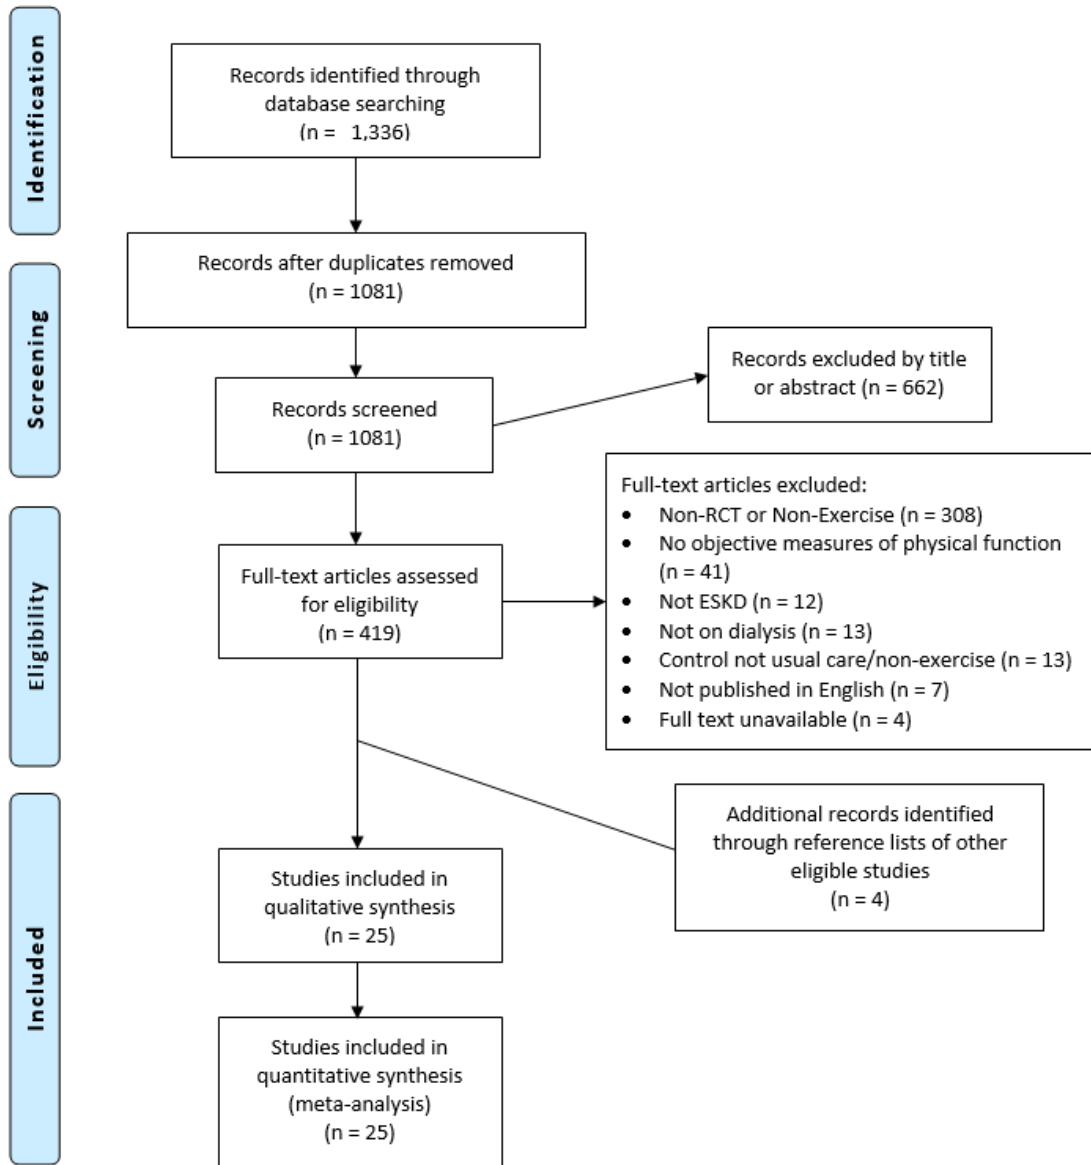 Identification
Records identified through
database searching
(n =   1,336)
Records after duplicates removed
(n = 1081)
Screening
Records screened
(n = 1081)
Records excluded by title
or abstract (n = 662)
Eligibility
Full-text articles assessed
for eligibility
(n = 419)
Full-text articles excluded:
• Non-RCT or Non-Exercise (n = 308)
• No objective measures of physical function
(n = 41)
• Not ESKD (n = 12)
• Not on dialysis (n = 13)
• Control not usual care/non-exercise (n = 13)
• Not published in English (n = 7)
• Full text unavailable (n = 4)
Additional records identified
through reference lists of other
eligible studies
(n = 4)
Included
Studies included in
qualitative synthesis
(n = 25)
Studies included in
quantitative synthesis
(meta-analysis)
(n = 25)